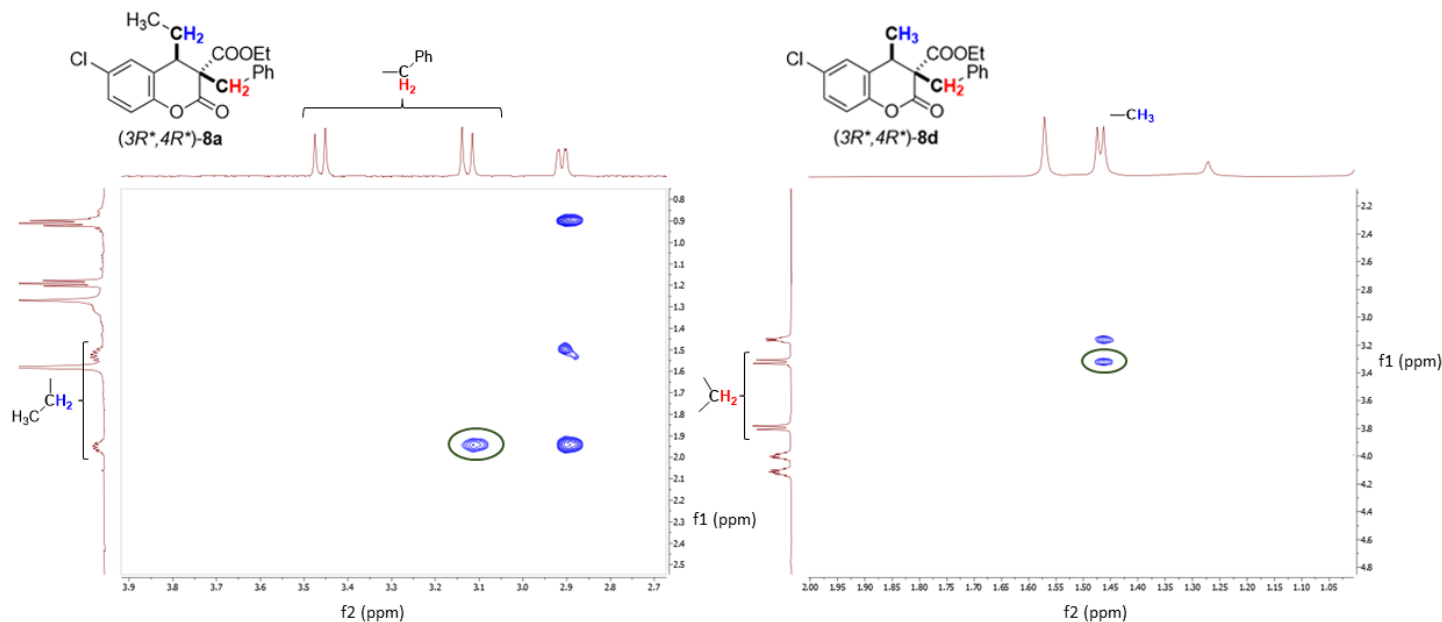 H₃C
CH₂
Cl
COOEt
Ph
CH₂
O
O
(3R*,4R*)-8a
Ph
—C
H₂
0.8
0.9
1.0
1.1
1.2
1.3
1.4
1.5
1.6
1.7
1.8
1.9
2.0
2.1
2.2
2.3
2.4
2.5
f1 (ppm)
CH₂
H₃C
3.9 3.8 3.7 3.6 3.5 3.4 3.3 3.2 3.1 3.0 2.9 2.8 2.7
f2 (ppm)
CH₃
Cl
COOEt
Ph
CH₂
O
O
(3R*,4R*)-8d
—CH₃
2.2
2.4
2.6
2.8
3.0
3.2
3.4
3.6
3.8
4.0
4.2
4.4
4.6
4.8
f1 (ppm)
CH₂
2.00 1.95 1.90 1.85 1.80 1.75 1.70 1.65 1.60 1.55 1.50 1.45 1.40 1.35 1.30 1.25 1.20 1.15 1.10 1.05
f2 (ppm)